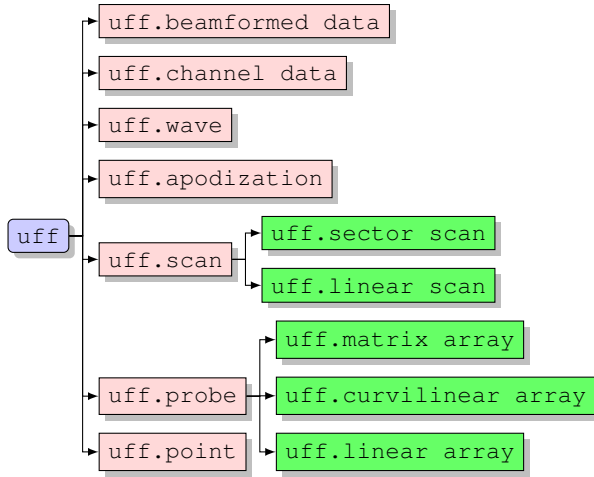 uff.beamformed data
uff.channel data
uff.wave
uff.apodization
uff
uff.scan
uff.sector scan
uff.linear scan
uff.probe
uff.matrix array
uff.curvilinear array
uff.linear array
uff.point